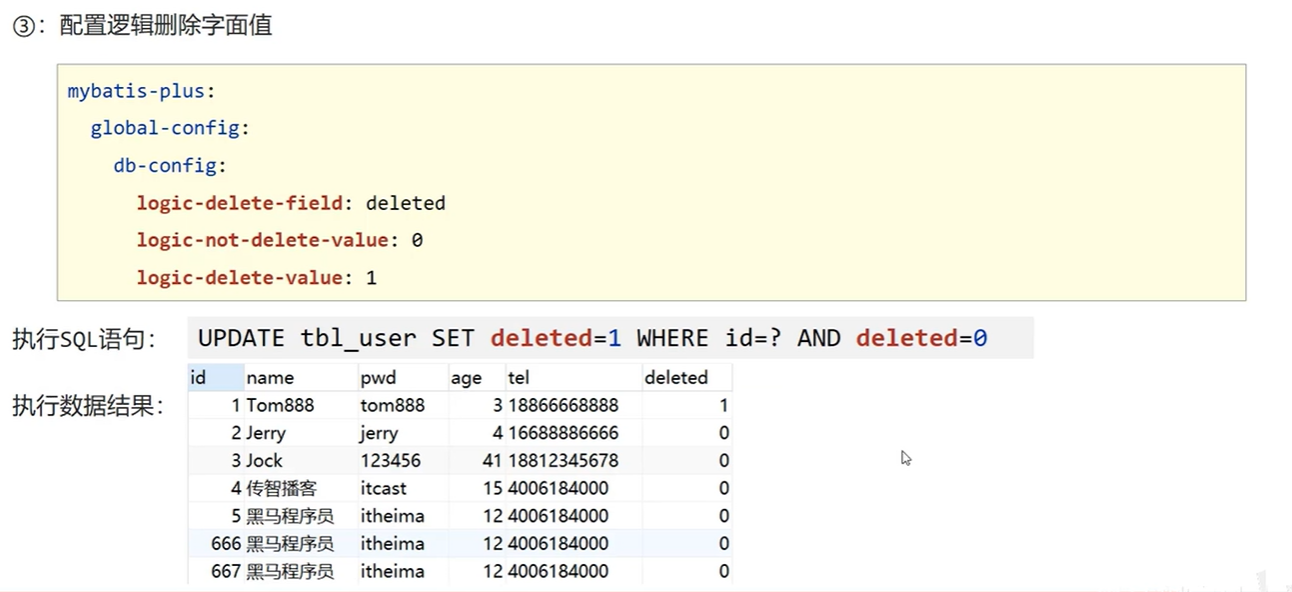 ③：配置逻辑删除字面值
mybatis-plus:
global-config:
db-config:
logic-delete-field: deleted
logic-not-delete-value: 0
logic-delete-value: 1
执行SQL语句： UPDATE tbl_user SET deleted=1 WHERE id=? AND deleted=0
执行数据结果：
id name pwd age tel deleted
1 Tom888 tom888 3 18866668888 1
2 Jerry jerry 4 16688886666 0
3 Jock 123456 41 18812345678 0
4 传智播客 itcast 15 4006184000 0
5 黑马程序员 itheima 12 4006184000 0
666 黑马程序员 itheima 12 4006184000 0
667 黑马程序员 itheima 12 4006184000 0